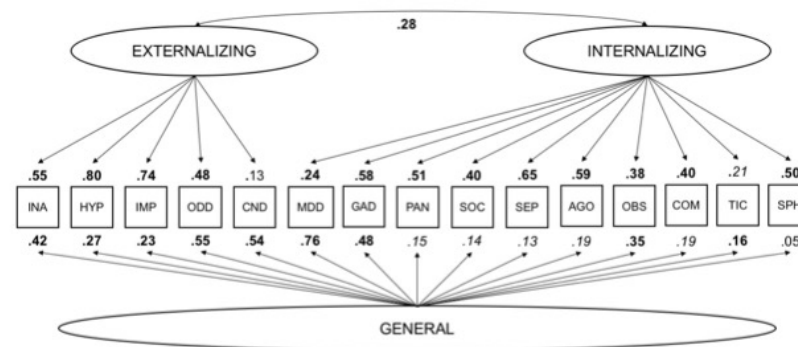 .28
EXTERNALIZING INTERNALIZING
.55 .80 .74 .48 .13 .24 .58 .51 .40 .65 .59 .38 .40 .21 .50
INA HYP IMP ODD CND MDD GAD PAN SOC SEP AGO OBS COM TIC SPH
.42 .27 .23 .55 .54 .76 .48 .15 .14 .13 .19 .35 .19 .16 .05
GENERAL